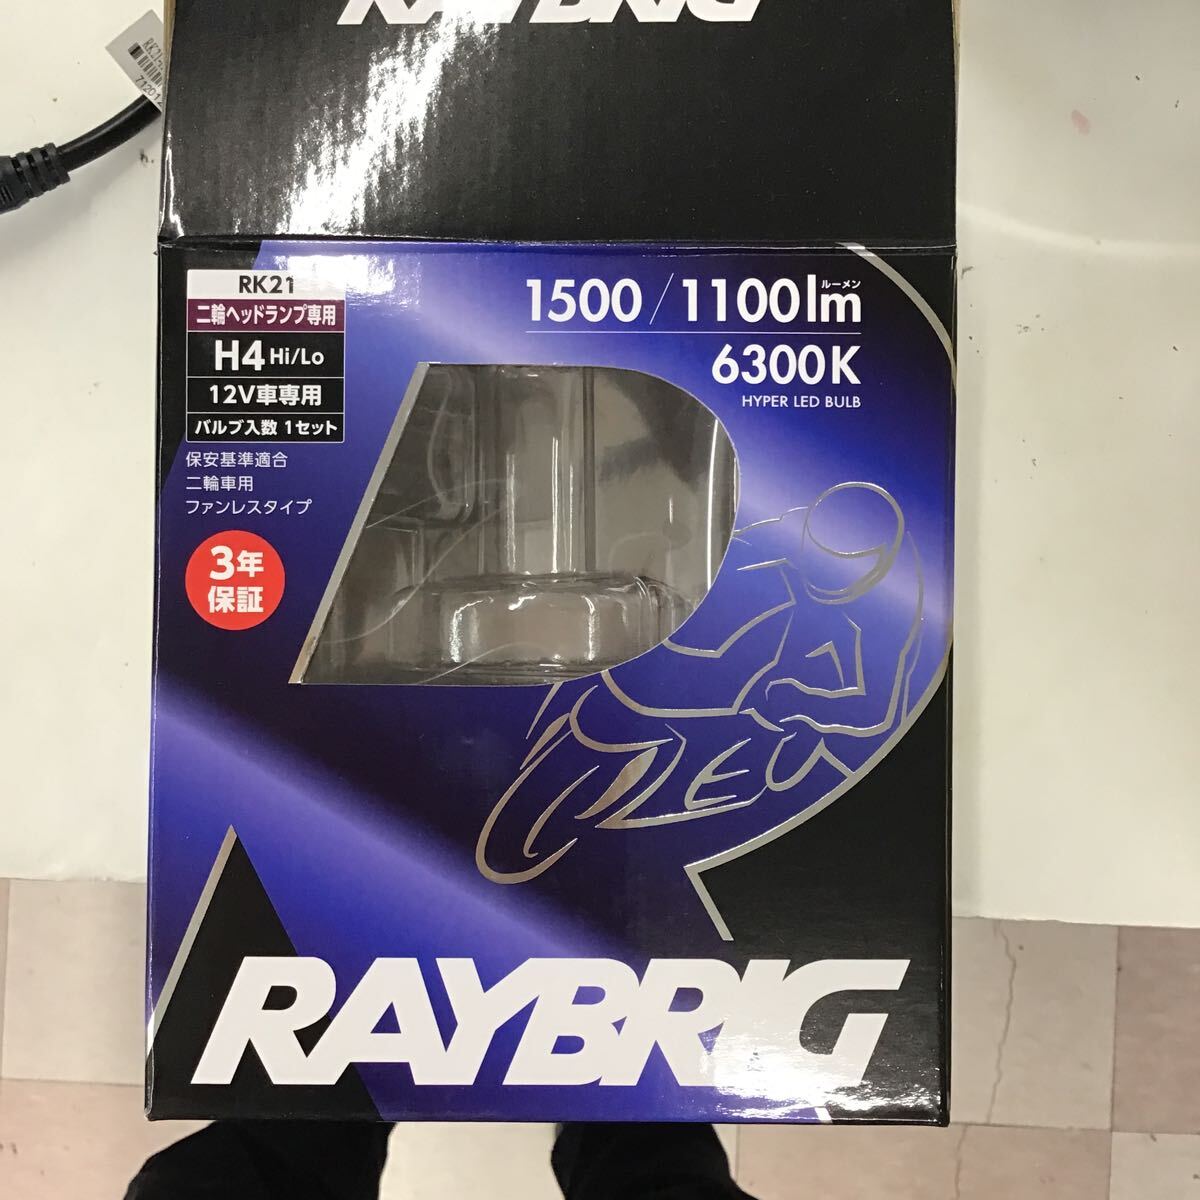 RAYBRIG
RK21
RK21
二輪ヘッドランプ専用
H4 Hi/Lo
12V車専用
バルブ入数 1セット
保安基準適合
二輪車用
ファンレスタイプ
3年
保証
1500/1100lm
ルーメン
6300K
HYPER LED BULB
RAYBRIG